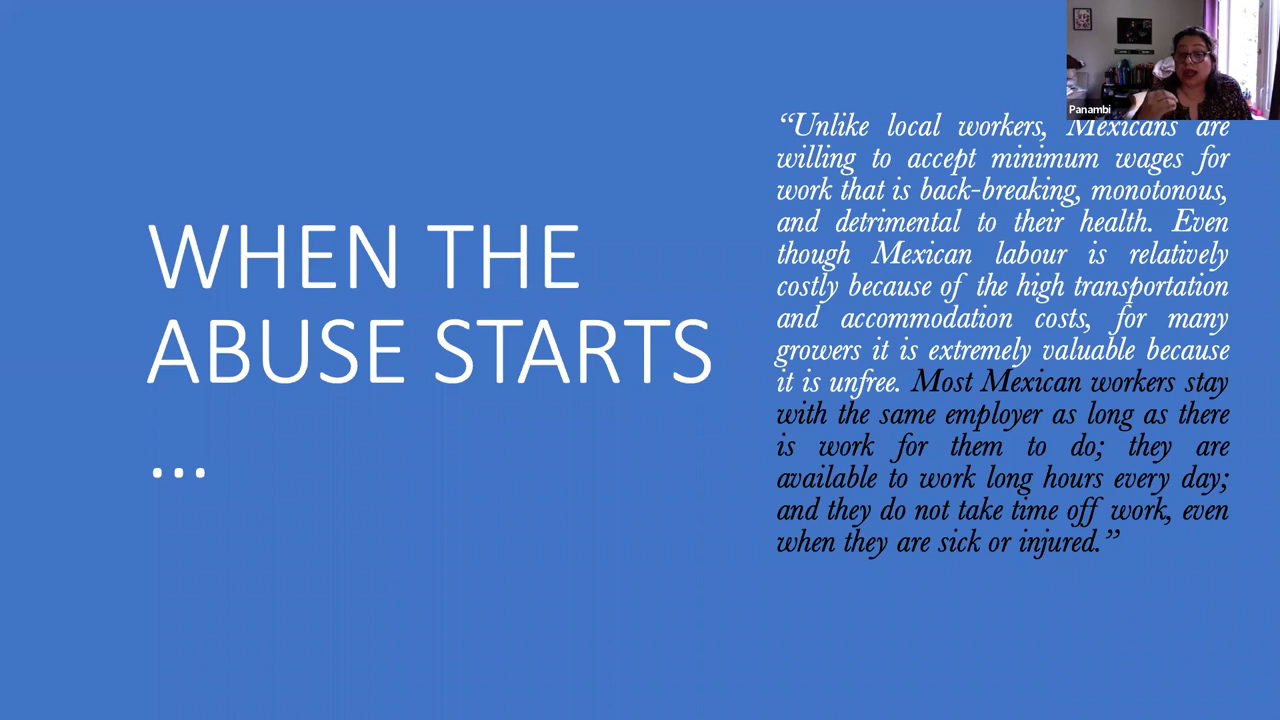 Panambi
WHEN THE
ABUSE STARTS
...
“Unlike local workers, Mexicans are
willing to accept minimum wages for
work that is back-breaking, monotonous,
and detrimental to their health. Even
though Mexican labour is relatively
costly because of the high transportation
and accommodation costs, for many
growers it is extremely valuable because
it is unfree. Most Mexican workers stay
with the same employer as long as there
is work for them to do; they are
available to work long hours every day;
and they do not take time off work, even
when they are sick or injured.”